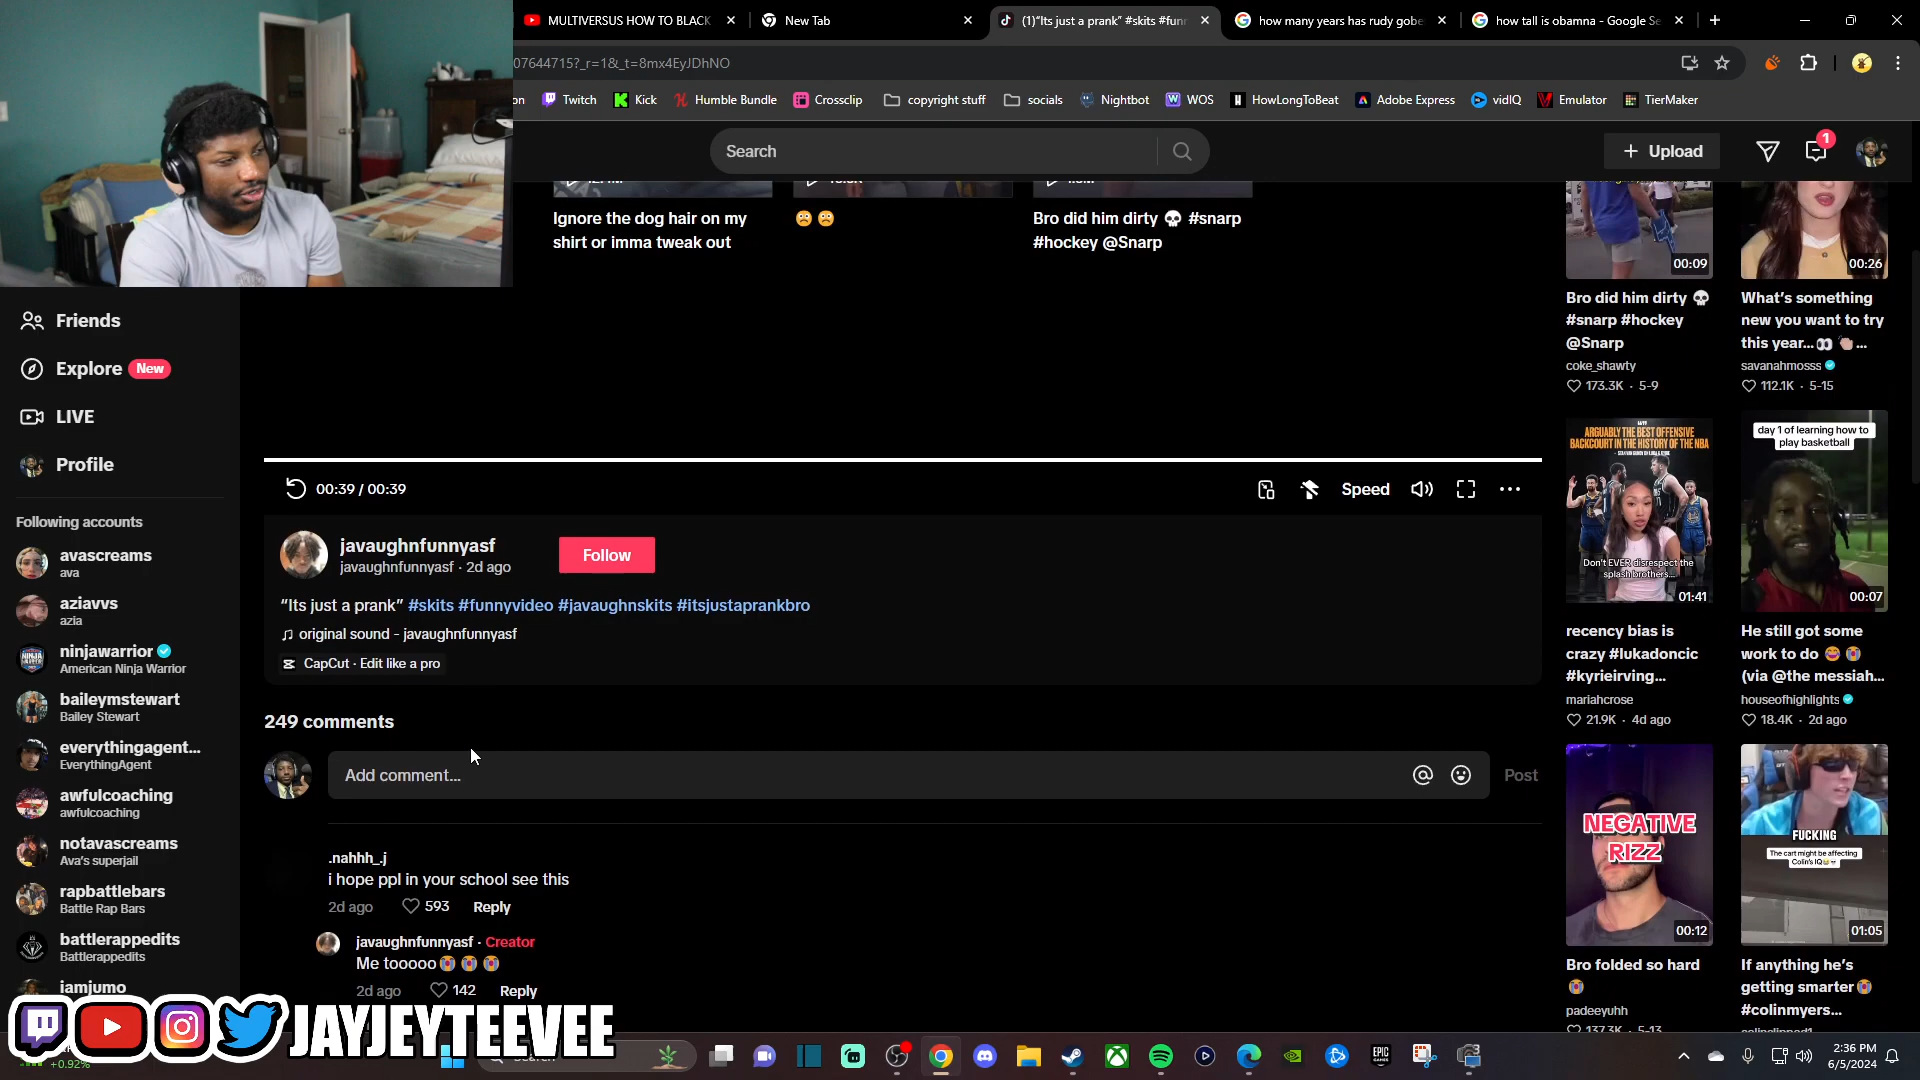 MULTIVERSUS HOW TO BLACK
New Tab
(1)"Its just a prank" #skits #funn
how many years has rudy gobe
how tall is obamna - Google Se
07644715?_r=1&_t=8mx4EyJDhNO
on
Twitch
Kick
Humble Bundle
Crossclip
copyright stuff
socials
Nightbot
WOS
HowLongToBeat
Adobe Express
vidIQ
Emulator
TierMaker
Search
Upload
1
Ignore the dog hair on my
shirt or imma tweak out
😟 😟
Bro did him dirty 💀 #snarp
#hockey @Snarp
Friends
Explore New
LIVE
Profile
Following accounts
avascreams
ava
aziavvs
azia
ninjawarrior
American Ninja Warrior
baileymstewart
Bailey Stewart
everythingagent...
EverythingAgent
awfulcoaching
awfulcoaching
notavascreams
Ava's superjail
rapbattlebars
Battle Rap Bars
battlerappedits
Battlerappedits
iamjumo
00:39 / 00:39
Speed
javaughnfunnyasf
javaughnfunnyasf · 2d ago
Follow
"Its just a prank" #skits #funnyvideo #javaughnskits #itsjustaprankbro
♫ original sound - javaughnfunnyasf
CapCut · Edit like a pro
249 comments
Add comment...
Post
.nahhh_.j
i hope ppl in your school see this
2d ago 593 Reply
javaughnfunnyasf · Creator
Me tooooo😭 😭 😭
2d ago 142 Reply
00:09
Bro did him dirty 💀
#snarp #hockey
@Snarp
coke_shawty
173.3K · 5-9
00:26
What's something
new you want to try
this year...👀 👏🏼...
savanahmosss
112.1K · 5-15
ARGUABLY THE BEST OFFENSIVE
BACKCOURT IN THE HISTORY OF THE NBA
Don't EVER disrespect the
splash brothers...
01:41
recency bias is
crazy #lukadoncic
#kyrieirving...
mariahcrose
21.9K · 4d ago
day 1 of learning how to
play basketball
00:07
He still got some
work to do 😂 😭
(via @the messiah...
houseofhighlights
18.4K · 2d ago
NEGATIVE
RIZZ
00:12
Bro folded so hard
😭
padeeyuhh
137.3K · 5-13
FUCKING
The cart might be affecting
Colin's IQ
01:05
If anything he's
getting smarter😭
#colinmyers...
JAYJEYTEEVEE
+0.92%
Search
2:36 PM
6/5/2024